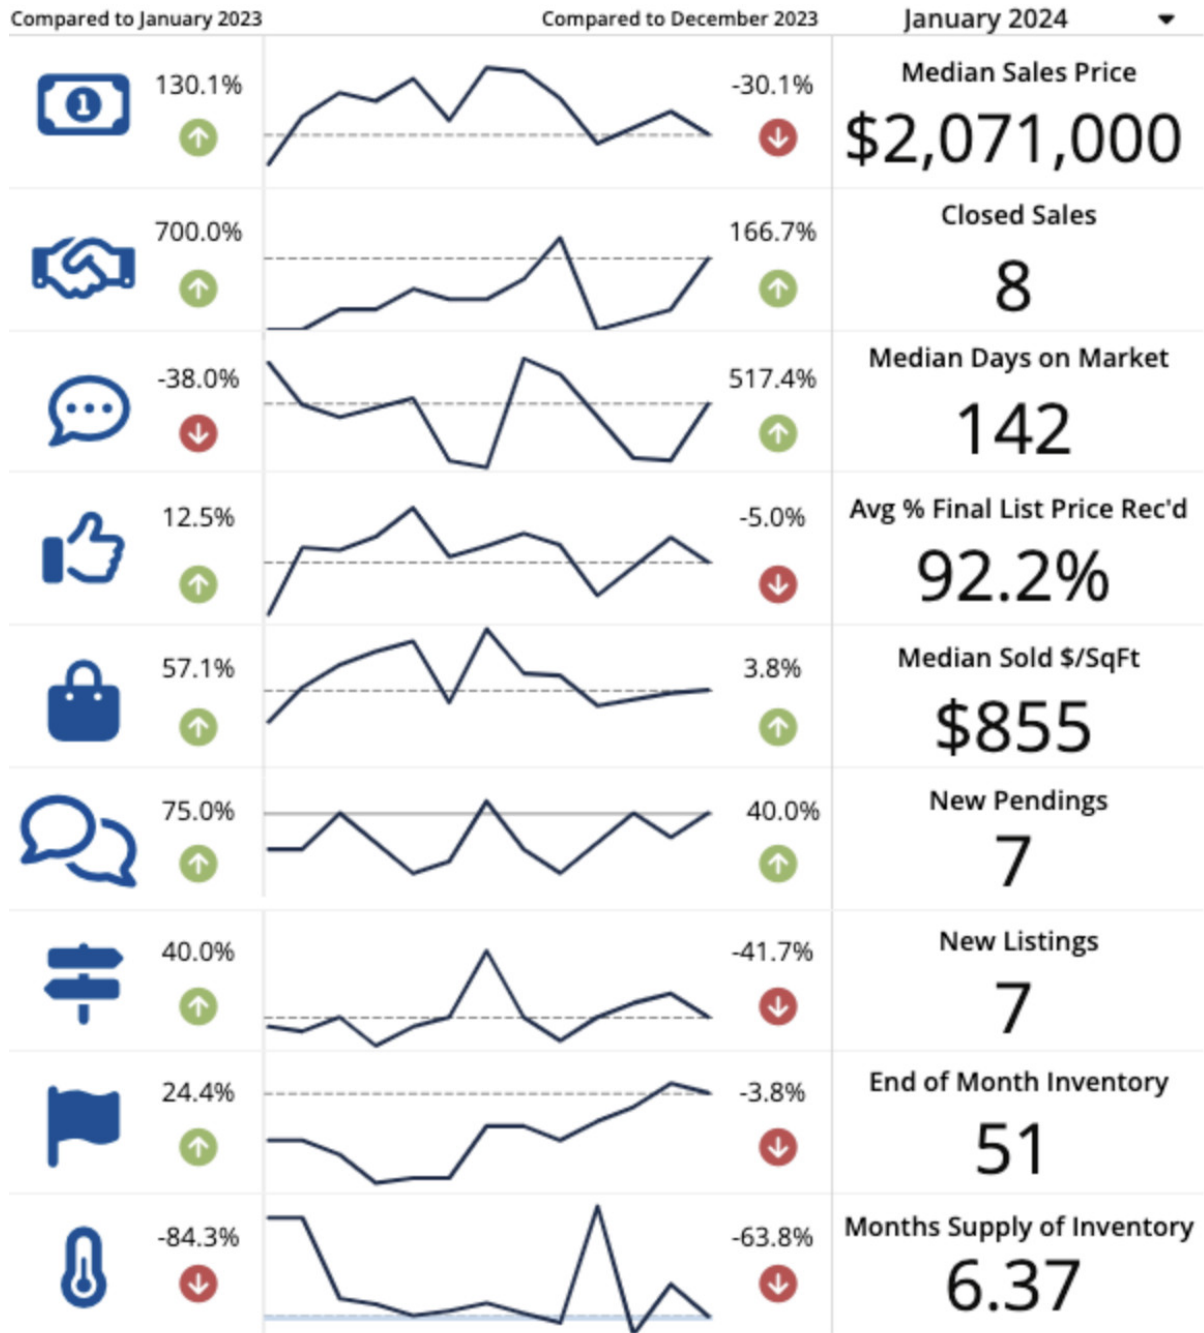 Compared to January 2023 Compared to December 2023 January 2024
130.1% -30.1% Median Sales Price
$2,071,000
700.0% 166.7% Closed Sales
8
-38.0% 517.4% Median Days on Market
142
12.5% -5.0% Avg % Final List Price Rec'd
92.2%
57.1% 3.8% Median Sold $/SqFt
$855
75.0% 40.0% New Pendings
7
40.0% -41.7% New Listings
7
24.4% -3.8% End of Month Inventory
51
-84.3% -63.8% Months Supply of Inventory
6.37